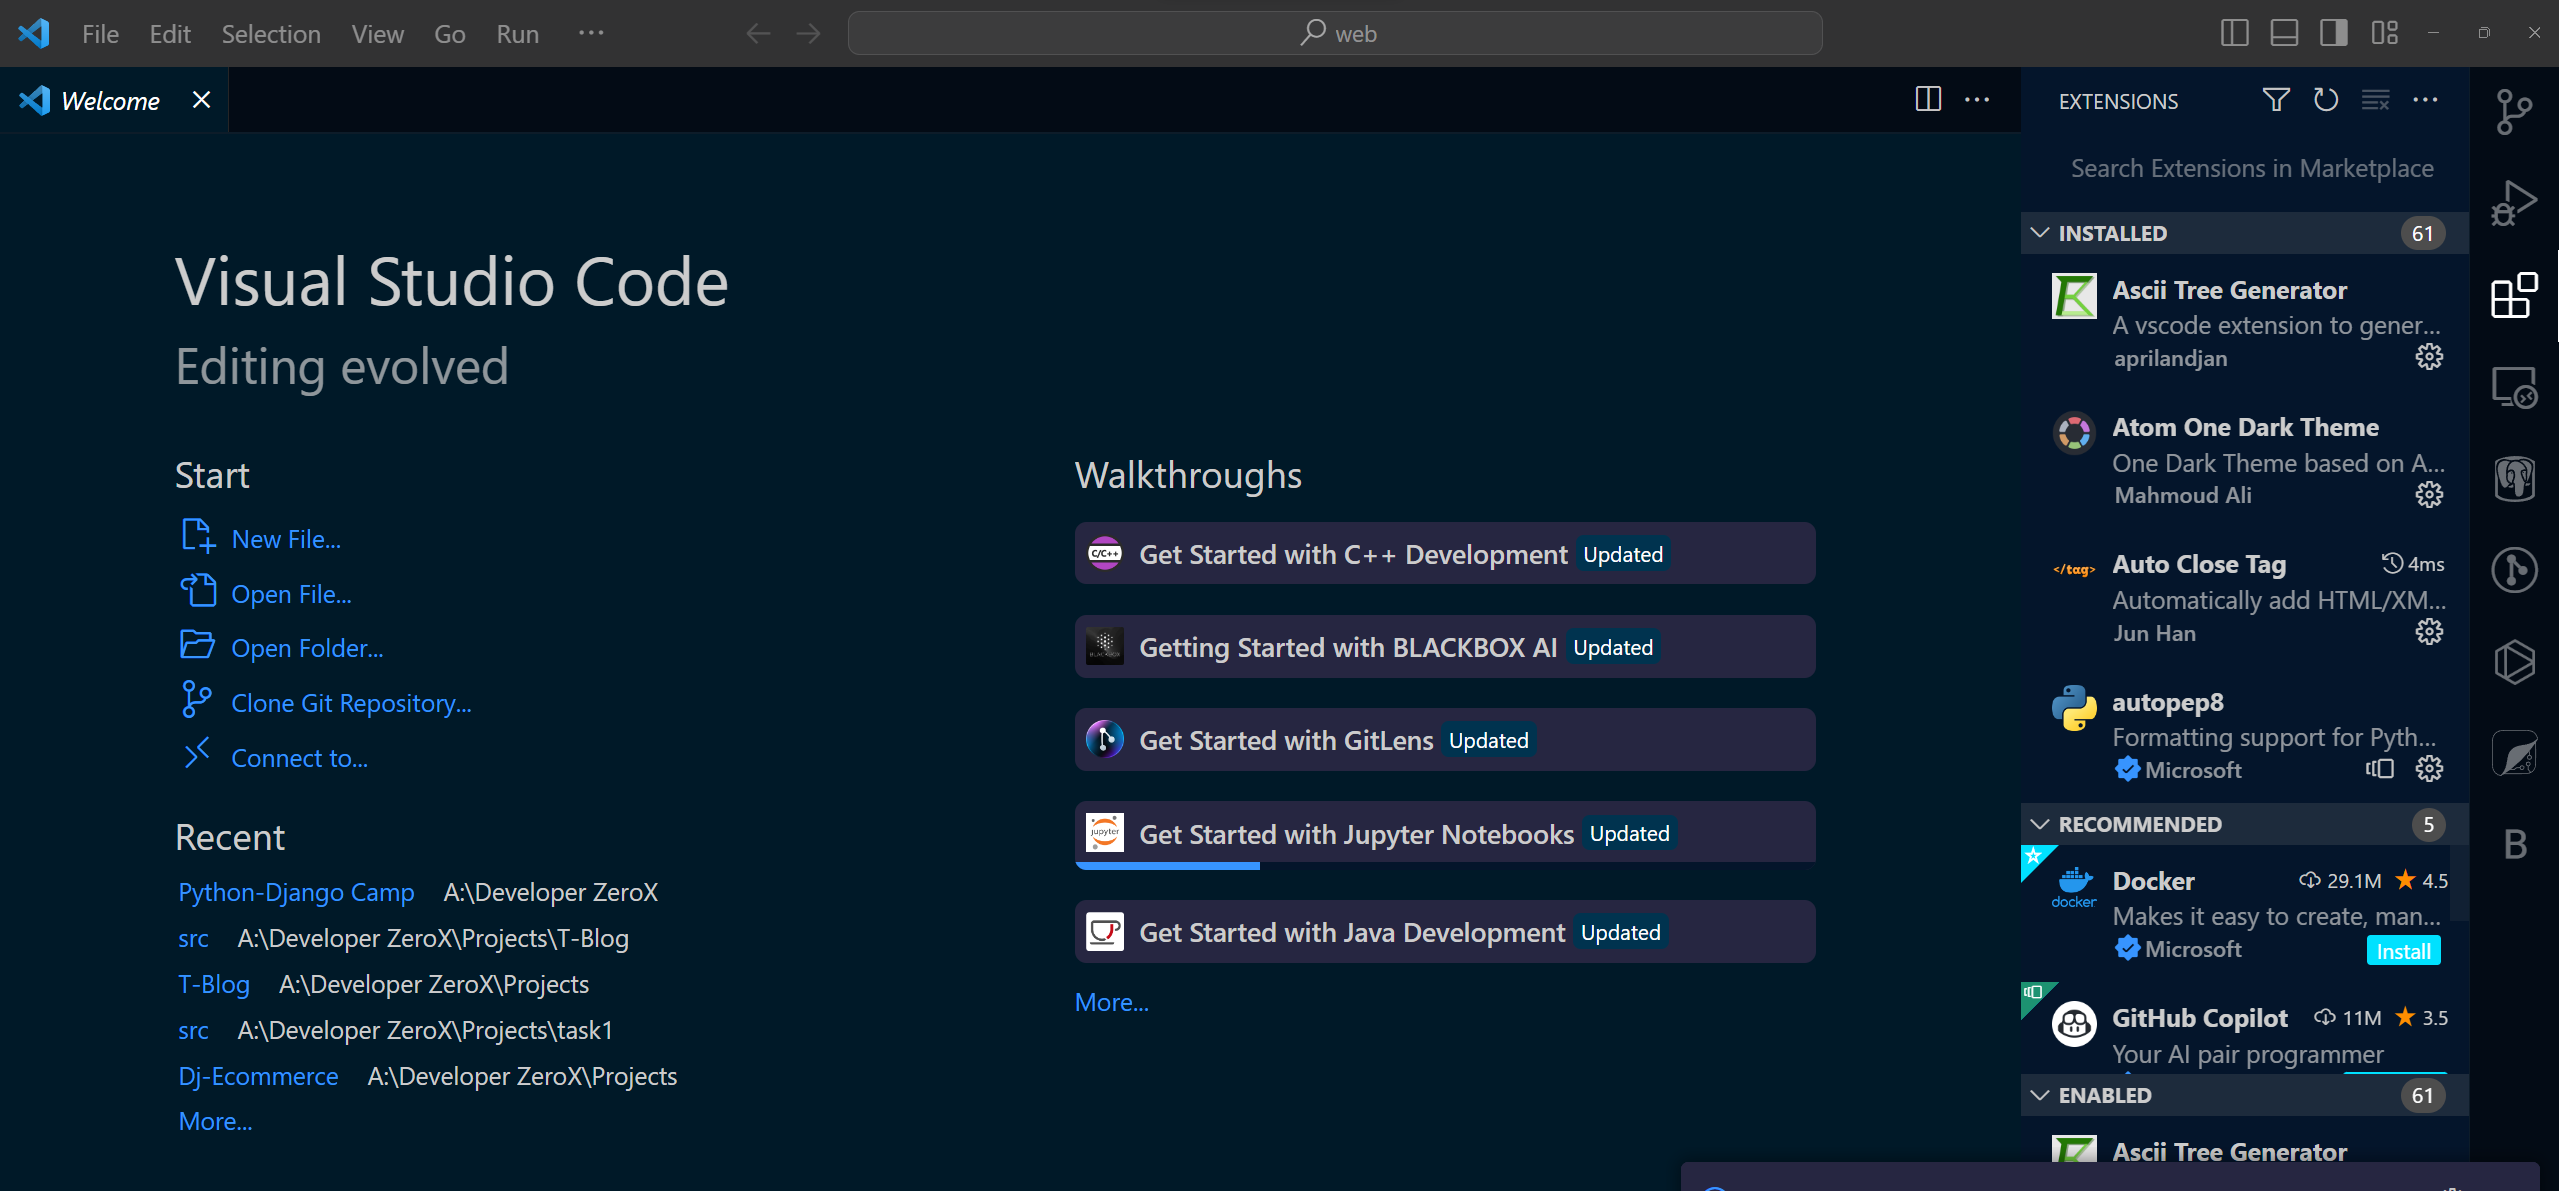 File Edit Selection View Go Run ···
web
Welcome
Visual Studio Code
Editing evolved
Start
New File...
Open File...
Open Folder...
Clone Git Repository...
Connect to...
Recent
Python-Django Camp A:\Developer ZeroX
src A:\Developer ZeroX\Projects\T-Blog
T-Blog A:\Developer ZeroX\Projects
src A:\Developer ZeroX\Projects\task1
Dj-Ecommerce A:\Developer ZeroX\Projects
More...
Walkthroughs
C/C++ Get Started with C++ Development Updated
BLACKBOX Getting Started with BLACKBOX AI Updated
Get Started with GitLens Updated
jupyter Get Started with Jupyter Notebooks Updated
Get Started with Java Development Updated
More...
EXTENSIONS
Search Extensions in Marketplace
INSTALLED 61
Ascii Tree Generator
A vscode extension to gener...
aprilandjan
Atom One Dark Theme
One Dark Theme based on A...
Mahmoud Ali
</tag> Auto Close Tag 4ms
Automatically add HTML/XM...
Jun Han
autopep8
Formatting support for Pyth...
Microsoft
RECOMMENDED 5
docker Docker 29.1M 4.5
Makes it easy to create, man...
Microsoft Install
GitHub Copilot 11M 3.5
Your AI pair programmer
ENABLED 61
Ascii Tree Generator
B